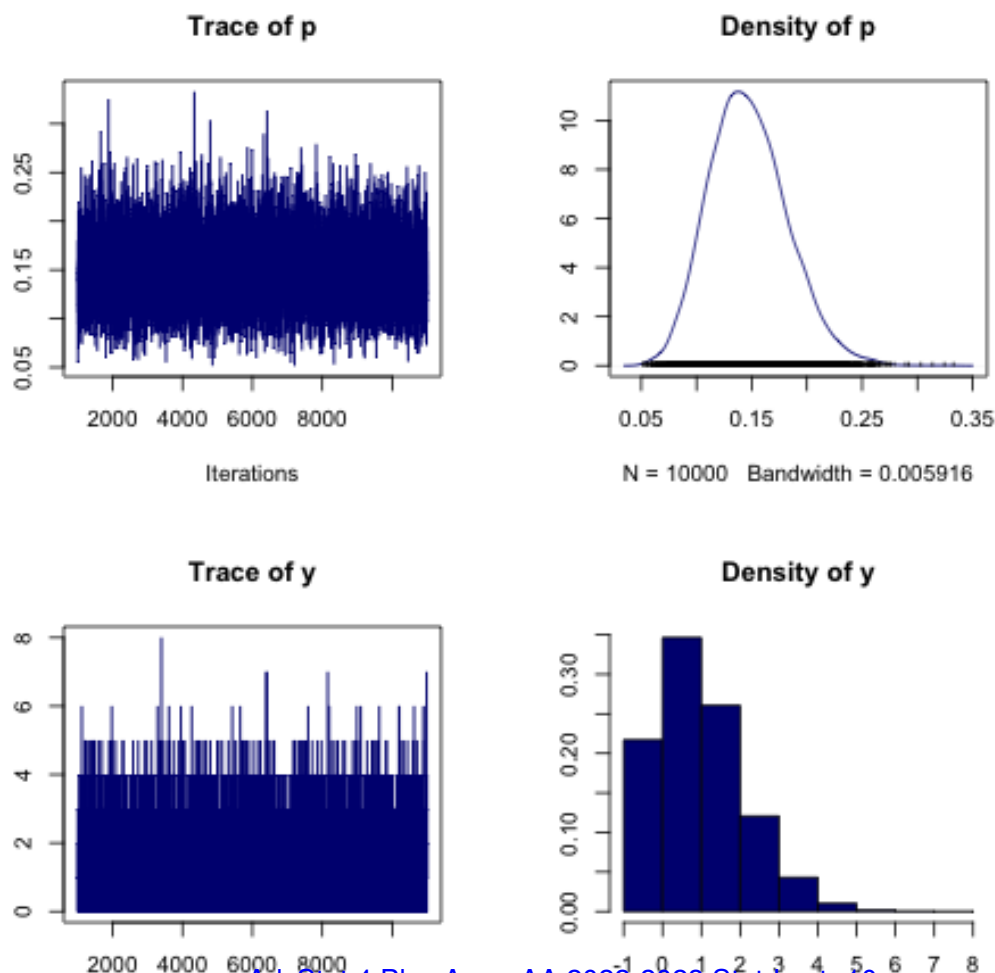 Trace of p
Density of p
0.05 0.15 0.25
2000 4000 6000 8000
Iterations
0 2 4 6 8 10
0.05 0.15 0.25 0.35
N = 10000 Bandwidth = 0.005916
Trace of y
Density of y
0 2 4 6 8
2000 4000 6000 8000
0.00 0.10 0.20 0.30
-1 0 1 2 3 4 5 6 7 8